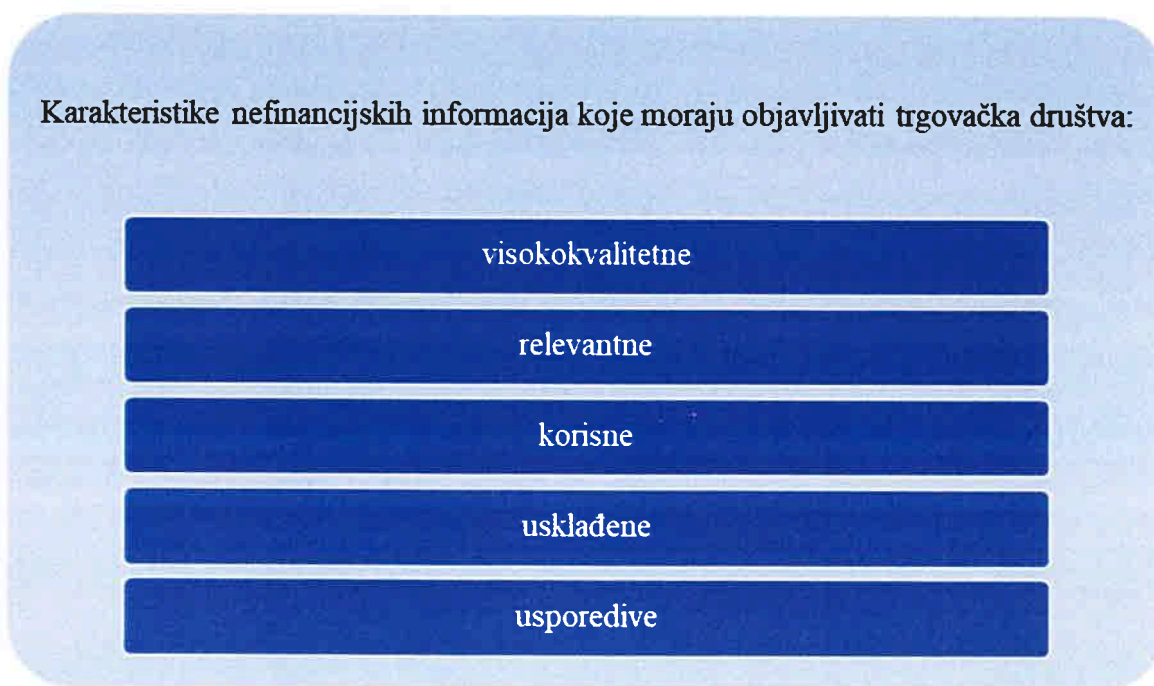 Karakteristike nefinancijskih informacija koje moraju objavljivati trgovačka društva:
visokokvalitetne
relevantne
korisne
usklađene
usporedive